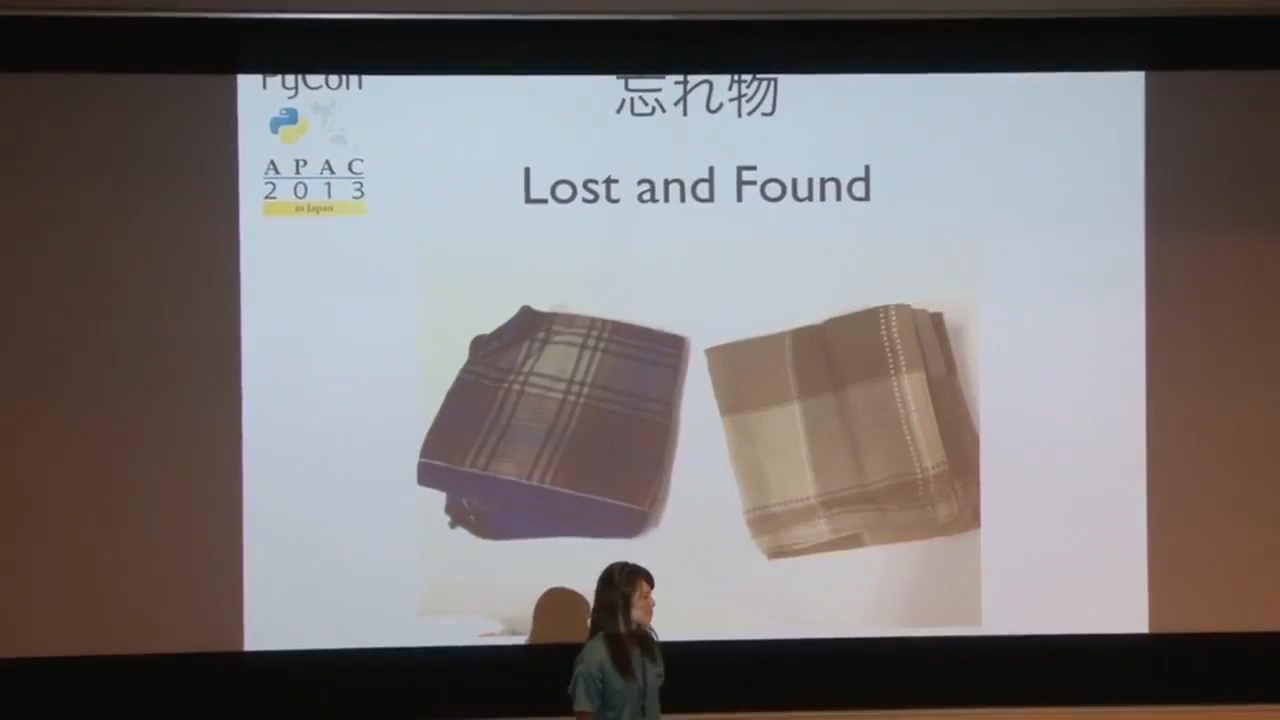 PyCon
APAC
2013
in Japan
忘れ物
Lost and Found